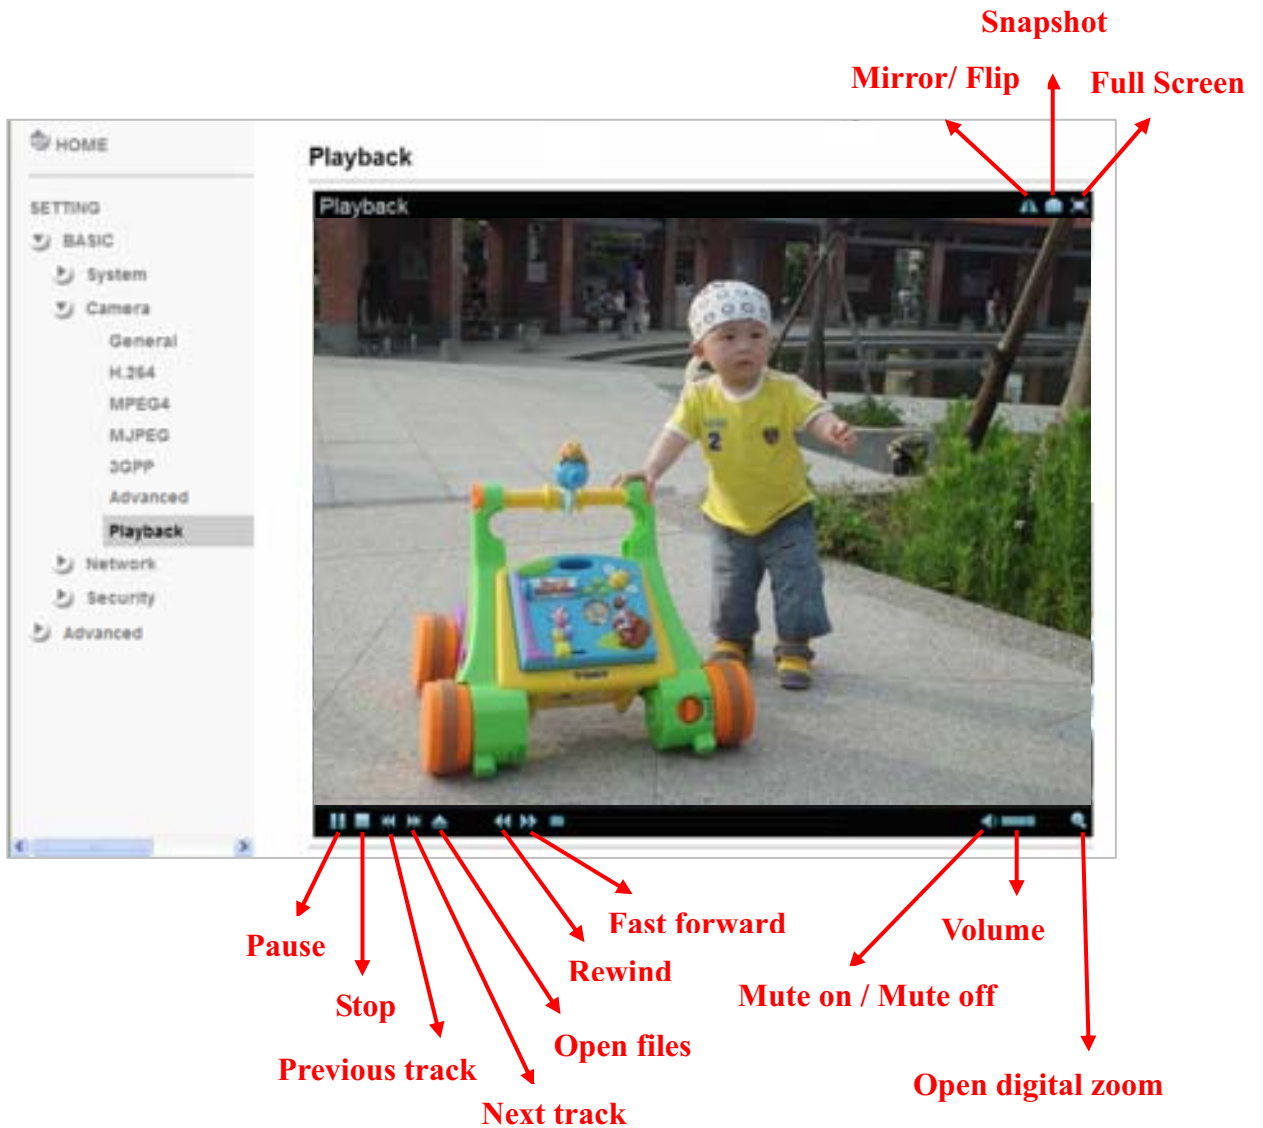 Snapshot
Mirror/ Flip
Full Screen
HOME
Playback
SETTING
Playback
BASIC
System
Camera
General
H.264
MPEG4
MJPEG
3GPP
Advanced
Playback
Network
Security
Advanced
2
Fast forward
Volume
Pause
Rewind
Mute on / Mute off
Stop
Open files
Previous track
Open digital zoom
Next track